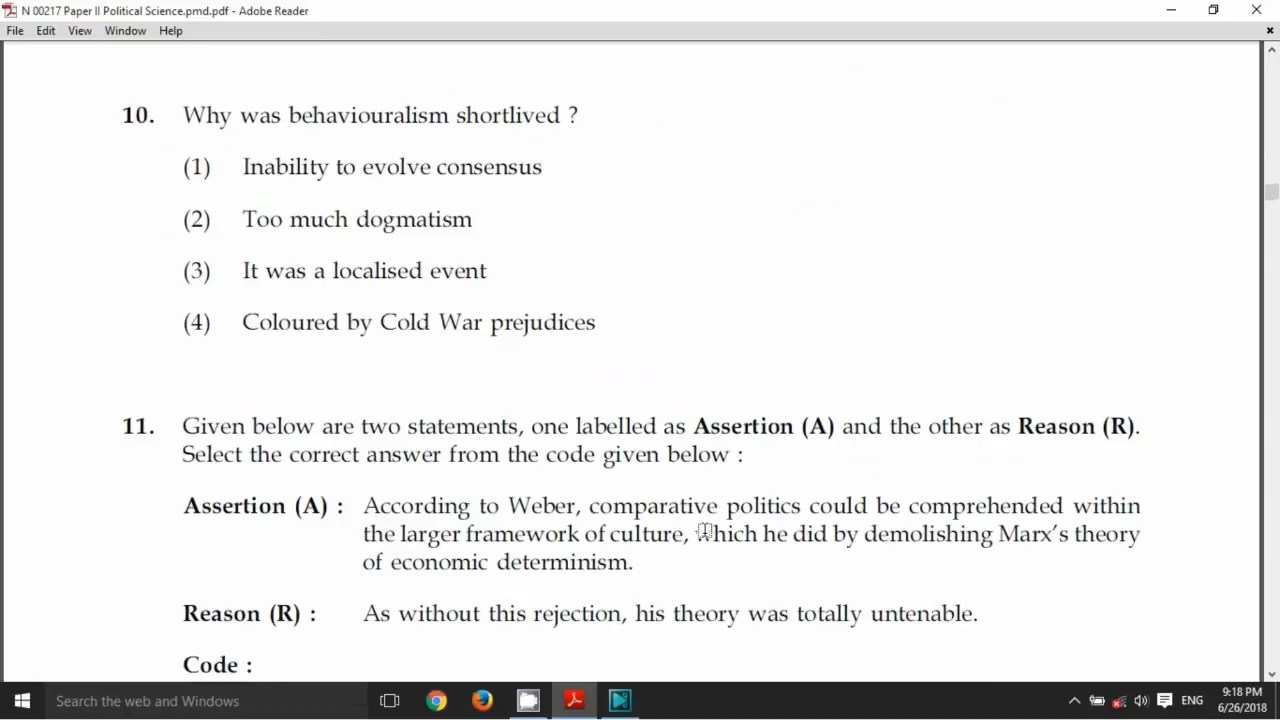 N 00217 Paper II Political Science.pmd.pdf - Adobe Reader
File Edit View Window Help
10. Why was behaviouralism shortlived ?
(1) Inability to evolve consensus
(2) Too much dogmatism
(3) It was a localised event
(4) Coloured by Cold War prejudices
11. Given below are two statements, one labelled as Assertion (A) and the other as Reason (R).
Select the correct answer from the code given below :
Assertion (A) : According to Weber, comparative politics could be comprehended within
the larger framework of culture, which he did by demolishing Marx's theory
of economic determinism.
Reason (R) : As without this rejection, his theory was totally untenable.
Code :
Search the web and Windows
ENG
9:18 PM
6/26/2018